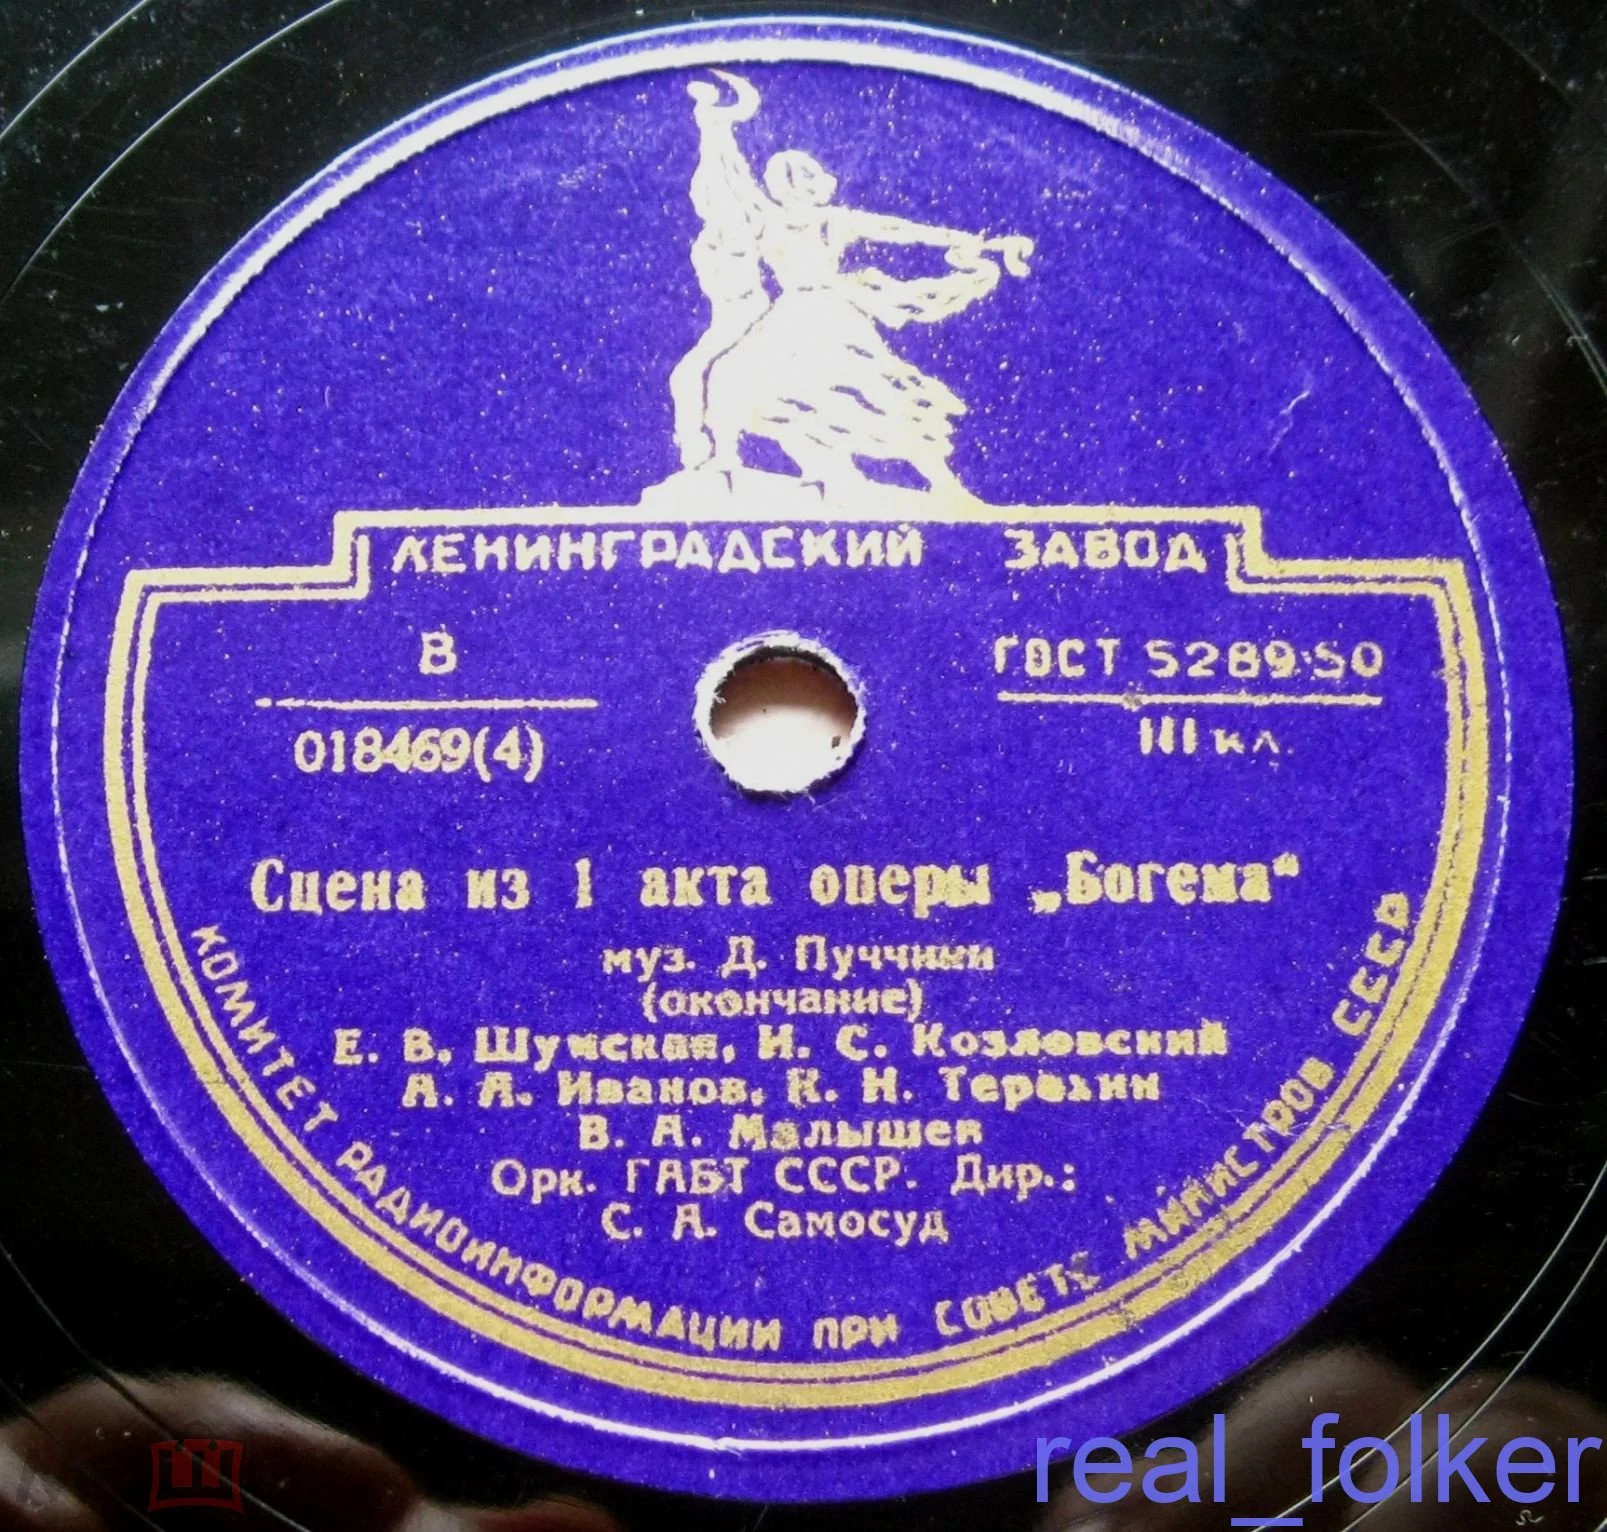 ЛЕНИНГРАДСКИЙ ЗАВОД
В
018469(4)
ГОСТ 5289-50
III кл.
Сцена из 1 акта оперы „Богема“
муз. Д. Пуччини
(окончание)
Е. В. Шумская, И. С. Козловский
А. А. Иванов, К. Н. Терехин
В. А. Малышев
Орк. ГАБТ СССР. Дир.:
С. А. Самосуд
КОМИТЕТ РАДИОИНФОРМАЦИИ ПРИ СОВЕТЕ МИНИСТРОВ СССР
real_folker